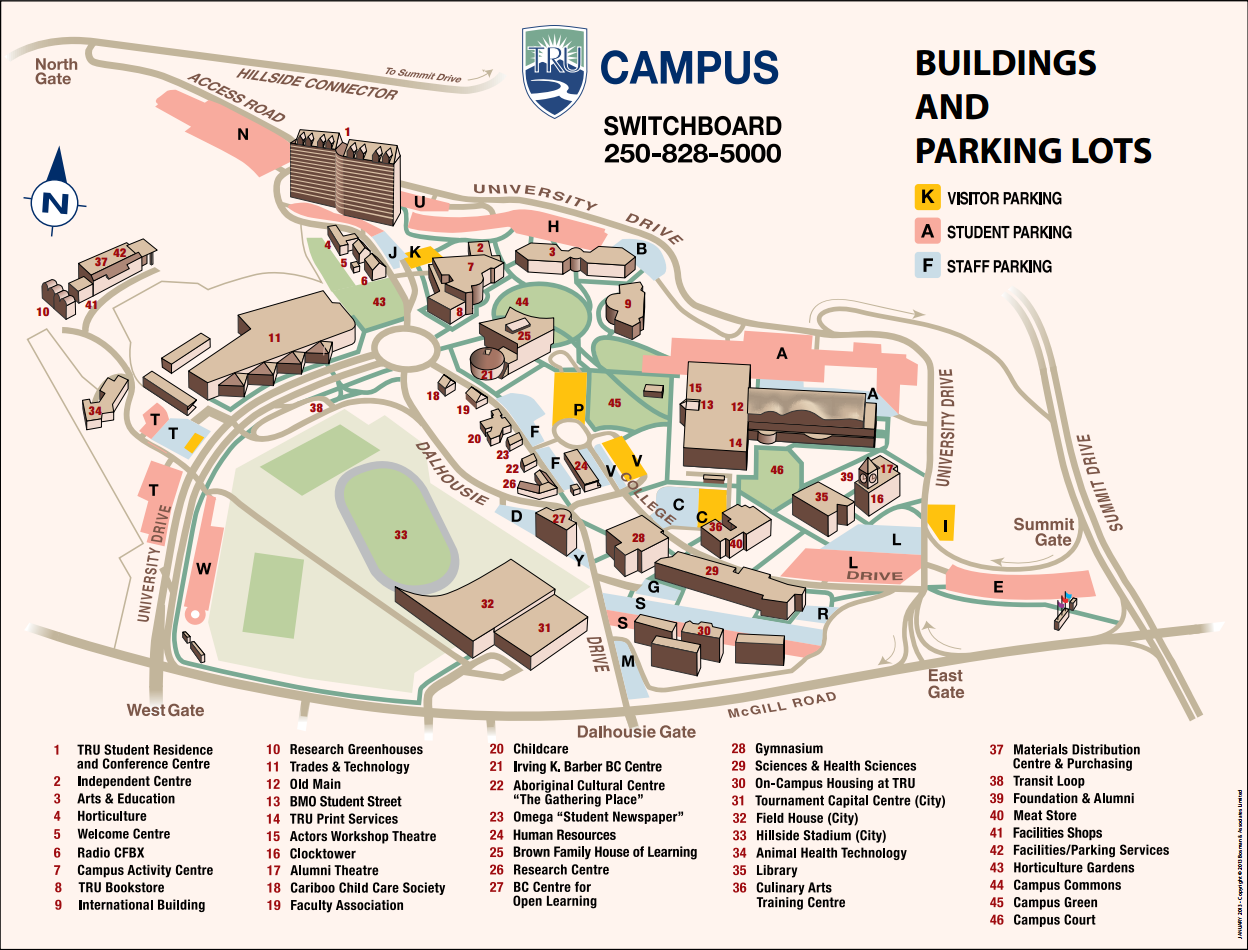 TRU
CAMPUS
SWITCHBOARD
250-828-5000
BUILDINGS
AND
PARKING LOTS
K VISITOR PARKING
A STUDENT PARKING
F STAFF PARKING
North
Gate
HILLSIDE CONNECTOR
To Summit Drive
ACCESS ROAD
N
1
N
U
UNIVERSITY DRIVE
H
B
J
K
4
5
6
2
7
3
8
9
43
44
42
37
41
10
11
25
21
A
A
UNIVERSITY DRIVE
SUMMIT DRIVE
34
T
T
38
18
19
20
23
22
26
F
F
24
P
45
15
13
12
14
V
V
46
39
17
16
35
DALHOUSIE
COLLEGE
C
C
36
40
I
Summit
Gate
T
W
UNIVERSITY DRIVE
33
D
27
Y
28
29
L
L
DRIVE
E
G
S
S
30
R
32
31
DRIVE
M
East
Gate
West Gate
McGILL ROAD
Dalhousie Gate
1 TRU Student Residence
and Conference Centre
2 Independent Centre
3 Arts & Education
4 Horticulture
5 Welcome Centre
6 Radio CFBX
7 Campus Activity Centre
8 TRU Bookstore
9 International Building
10 Research Greenhouses
11 Trades & Technology
12 Old Main
13 BMO Student Street
14 TRU Print Services
15 Actors Workshop Theatre
16 Clocktower
17 Alumni Theatre
18 Cariboo Child Care Society
19 Faculty Association
20 Childcare
21 Irving K. Barber BC Centre
22 Aboriginal Cultural Centre
“The Gathering Place”
23 Omega “Student Newspaper”
24 Human Resources
25 Brown Family House of Learning
26 Research Centre
27 BC Centre for
Open Learning
28 Gymnasium
29 Sciences & Health Sciences
30 On-Campus Housing at TRU
31 Tournament Capital Centre (City)
32 Field House (City)
33 Hillside Stadium (City)
34 Animal Health Technology
35 Library
36 Culinary Arts
Training Centre
37 Materials Distribution
Centre & Purchasing
38 Transit Loop
39 Foundation & Alumni
40 Meat Store
41 Facilities Shops
42 Facilities/Parking Services
43 Horticulture Gardens
44 Campus Commons
45 Campus Green
46 Campus Court
JANUARY 2013 - Copyright © 2013 & Associates Limited